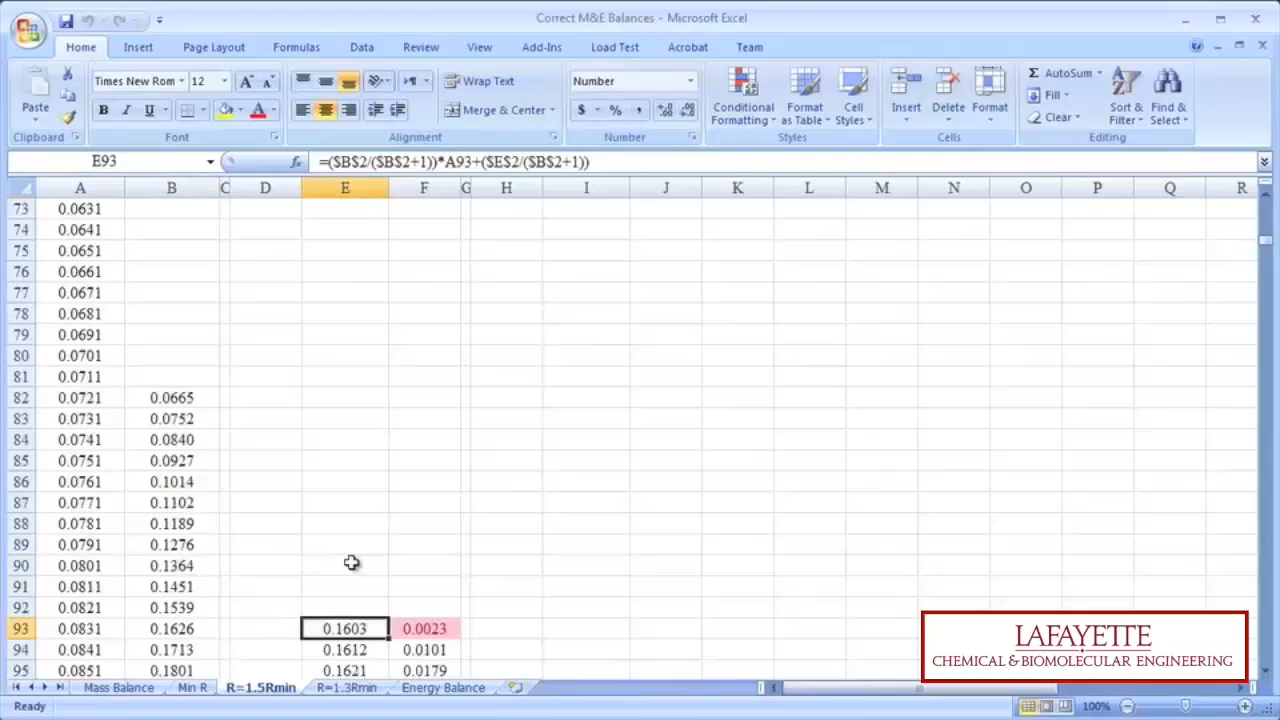 Correct M&E Balances - Microsoft Excel
Home Insert Page Layout Formulas Data Review View Add-Ins Load Test Acrobat Team
Paste Times New Rom 12 Wrap Text Number Conditional Formatting Format as Table Cell Styles Insert Delete Format AutoSum Sort & Filter Find & Select
B I U Merge & Center $ % , Fill
Clear
Clipboard Font Alignment Number Styles Cells Editing
E93 fx =($B$2/($B$2+1))*A93+($E$2/($B$2+1))
A B C D E F G H I J K L M N O P Q R
73 0.0631
74 0.0641
75 0.0651
76 0.0661
77 0.0671
78 0.0681
79 0.0691
80 0.0701
81 0.0711
82 0.0721 0.0665
83 0.0731 0.0752
84 0.0741 0.0840
85 0.0751 0.0927
86 0.0761 0.1014
87 0.0771 0.1102
88 0.0781 0.1189
89 0.0791 0.1276
90 0.0801 0.1364
91 0.0811 0.1451
92 0.0821 0.1539
93 0.0831 0.1626 0.1603 0.0023
94 0.0841 0.1713 0.1612 0.0101
95 0.0851 0.1801 0.1621 0.0179
LAFAYETTE
CHEMICAL & BIOMOLECULAR ENGINEERING
Mass Balance Min R R=1.5Rmin R=1.3Rmin Energy Balance
Ready 100%